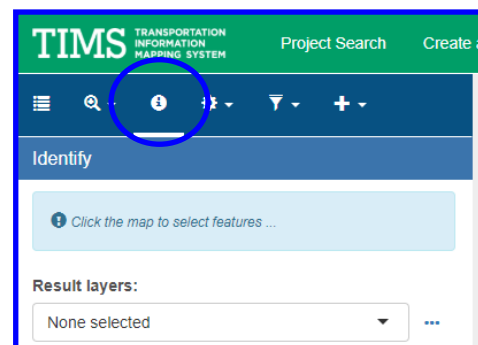 TIMS TRANSPORTATION
INFORMATION
MAPPING SYSTEM
Project Search
Create
Identify
Click the map to select features ...
Result layers:
None selected